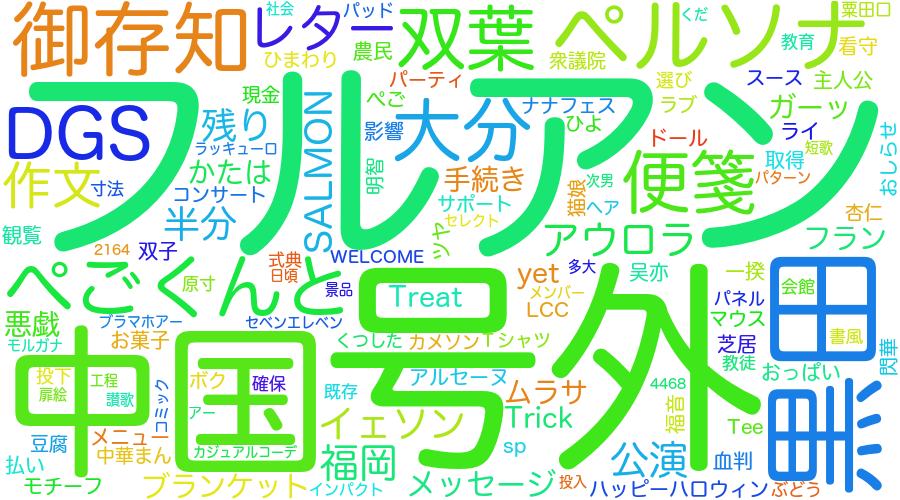 社会
パッド
くだ
粟田口
御存知
レター
双葉
ペルソナ
ひまわり
農民
衆議院
教育
看守
フルアアン
DGS
現金
ぺご
パーティ
ナナフェス
選び
スース
主人公
残り
影響
大分
ひよ
ラブ
ガーッ
ラッキューロ
SALMON
ドール
ライ
短歌
作文
寸法
かたは
明智
手続き
次男
便箋
取得
パターン
おしらせ
コンサート
サポート
猫娘
ヘア
半分
セレクト
杏仁
観覧
2164
双子
式典
WELCOME
ツヤ
アウロラ
フラン
原寸
日頃
多大
ぺごくんと
景品
Treat
yet
メンバー
呉亦
一揆
田
会館
悪戯
ブラマホアー
セブンエレベン
LCC
パネル
マウス
モルガナ
お菓子
くつした
カメソン
Tシャツ
芝居
書風
中国
号外
教徒
閃華
投下
工程
ボク
確保
アルセーヌ
おっぱい
扉絵
讃歌
コミック
アー
既存
ムラサ
4468
黒
豆腐
メニュー
カジュアルコーデ
イェソン
Trick
福音
Tee
払い
中華まん
福岡
sp
公演
血判
モチーフ
ブランケット
インパクト
メッセージ
投入
ハッピーハロウィン
ぶどう